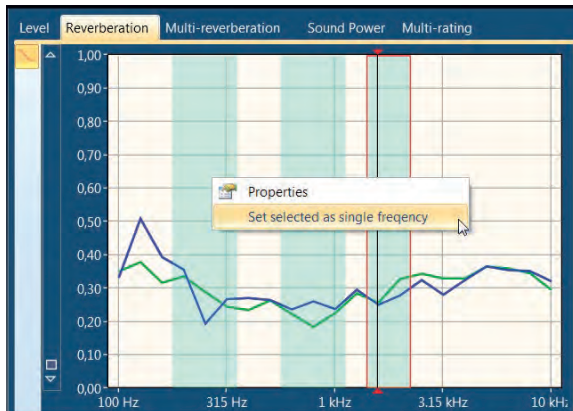 Level Reverberation Multi-reverberation Sound Power Multi-rating
1,00
0,90
0,80
0,70
0,60
0,50
0,40
0,30
0,20
0,10
0,00
Properties
Set selected as single freqency
100 Hz 315 Hz 1 kHz 3.15 kHz 10 kHz